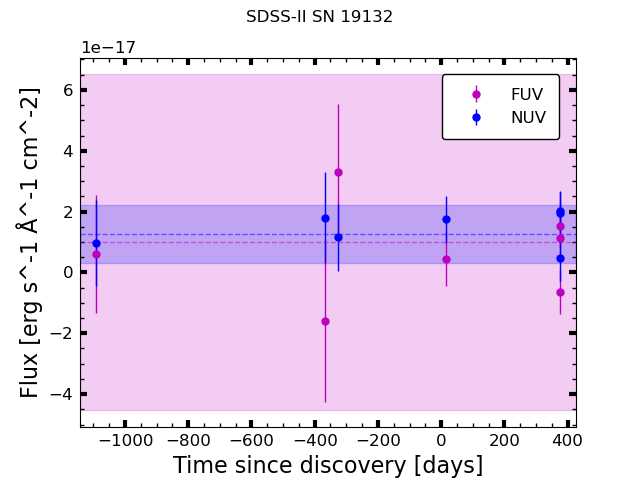 SDSS-II SN 19132
1e−17
FUV
NUV
6
4
2
0
−2
−4
Flux [erg s^-1 Å^-1 cm^-2]
−1000 −800 −600 −400 −200 0 200 400
Time since discovery [days]